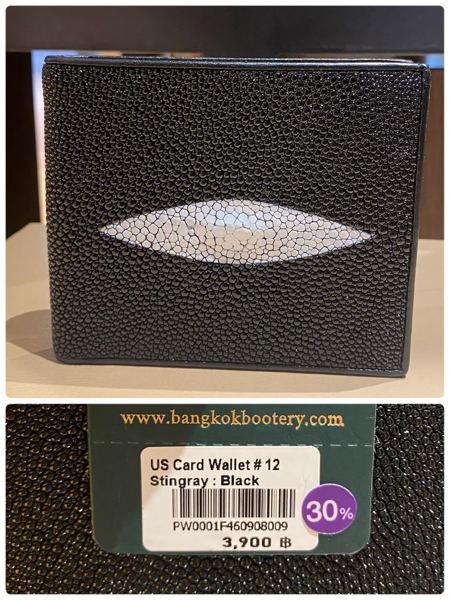 www.bangkokbootery.com
US Card Wallet # 12
Stingray : Black
PW0001F460908009
3,900 ฿
30%